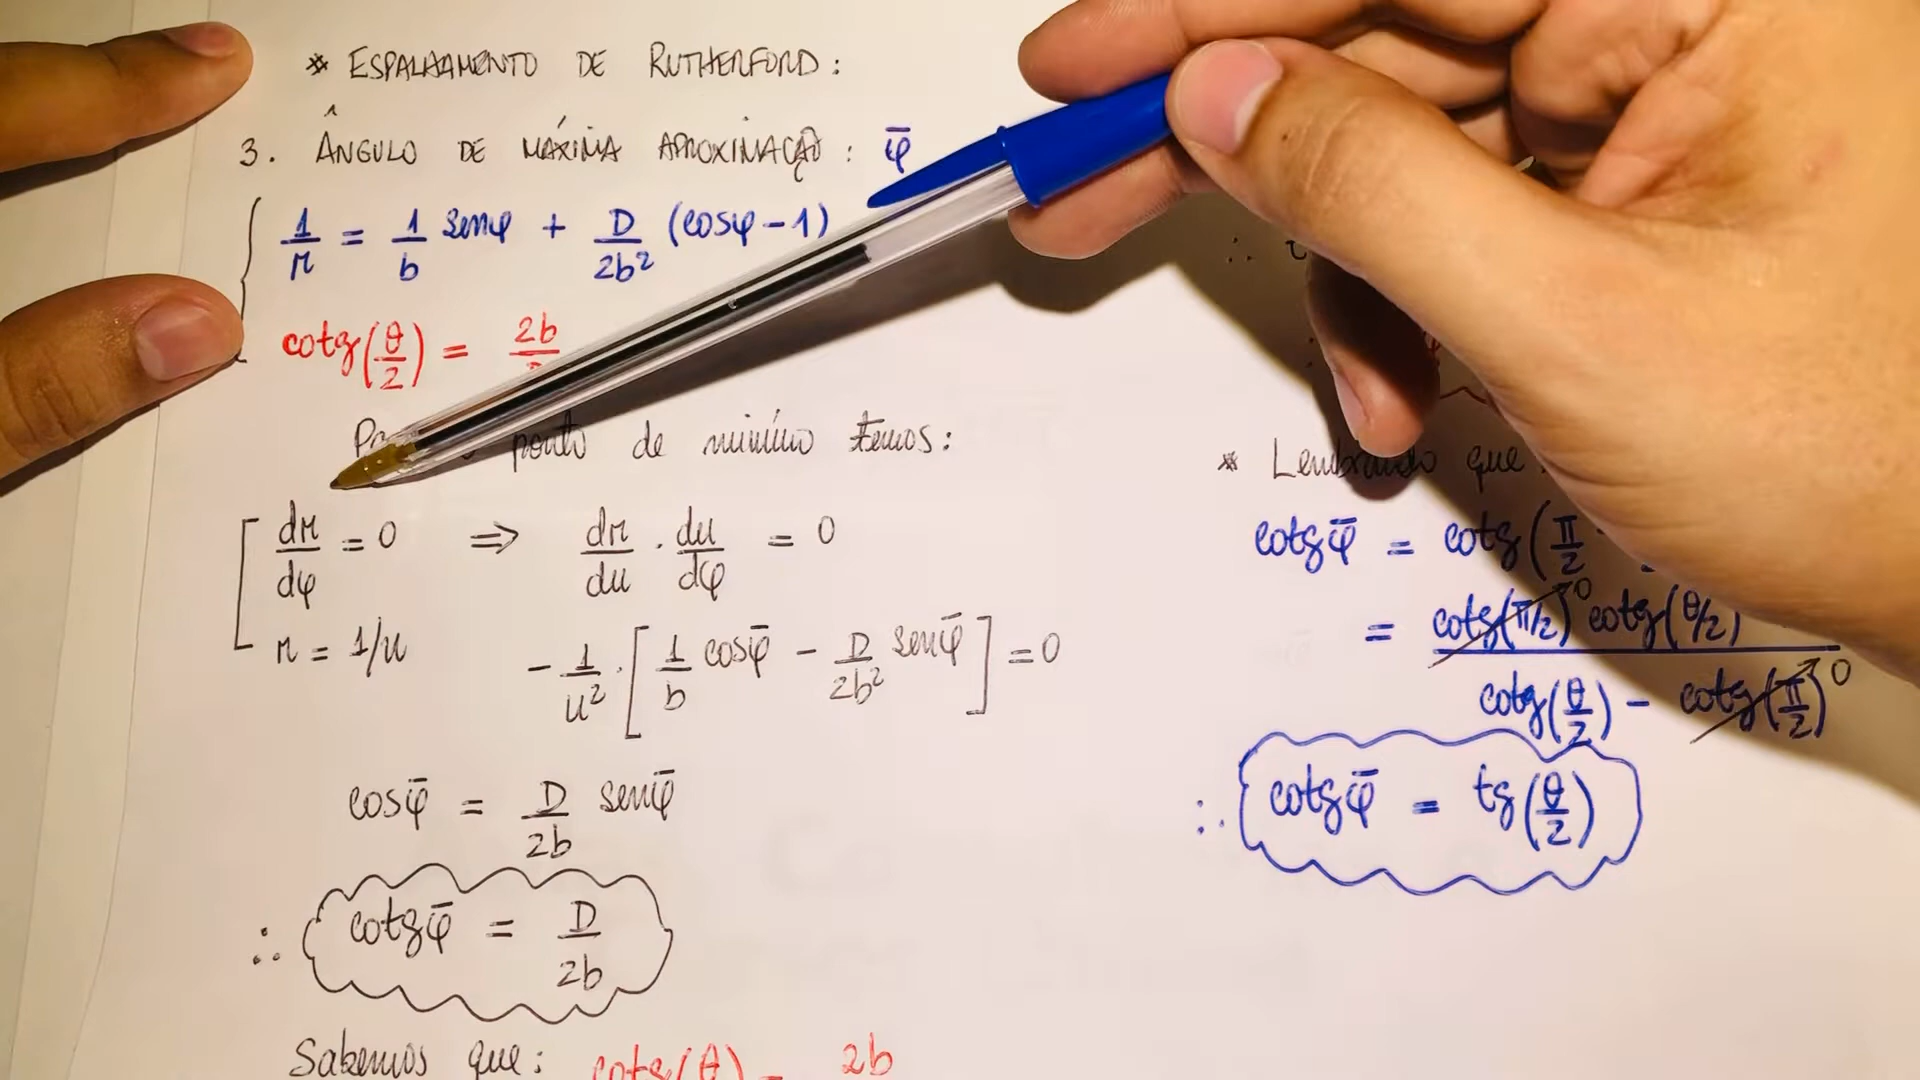 * ESPALHAMENTO DE RUTHERFORD:
3. ÂNGULO DE MÁXIMA APROXIMAÇÃO: φ̄
1/r = 1/b senφ + D/2b² (cosφ - 1)
cotg(θ/2) = 2b
ponto de mínimo temos:
dr/dφ = 0 ⇒ dr/du · du/dφ = 0
r = 1/u
-1/u² · [1/b cosφ̄ - D/2b² senφ̄] = 0
cosφ̄ = D/2b senφ̄
∴ cotgφ̄ = D/2b
Sabemos que: cotg(θ) = 2b
* Lembrando que
cotgφ̄ = cotg(π/2
= cotg(π/2)⁰ cotg(θ/2)
cotg(θ/2) - cotg(π/2)⁰
∴ cotgφ̄ = tg(θ/2)